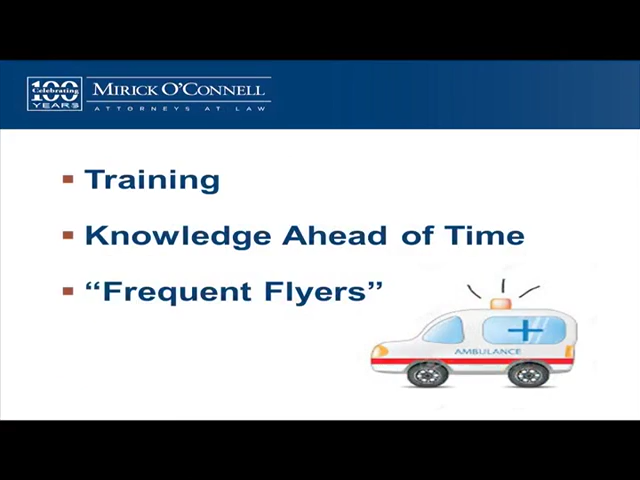 Celebrating
100
YEARS
MIRICK O'CONNELL
ATTORNEYS AT LAW
Training
Knowledge Ahead of Time
“Frequent Flyers”
AMBULANCE